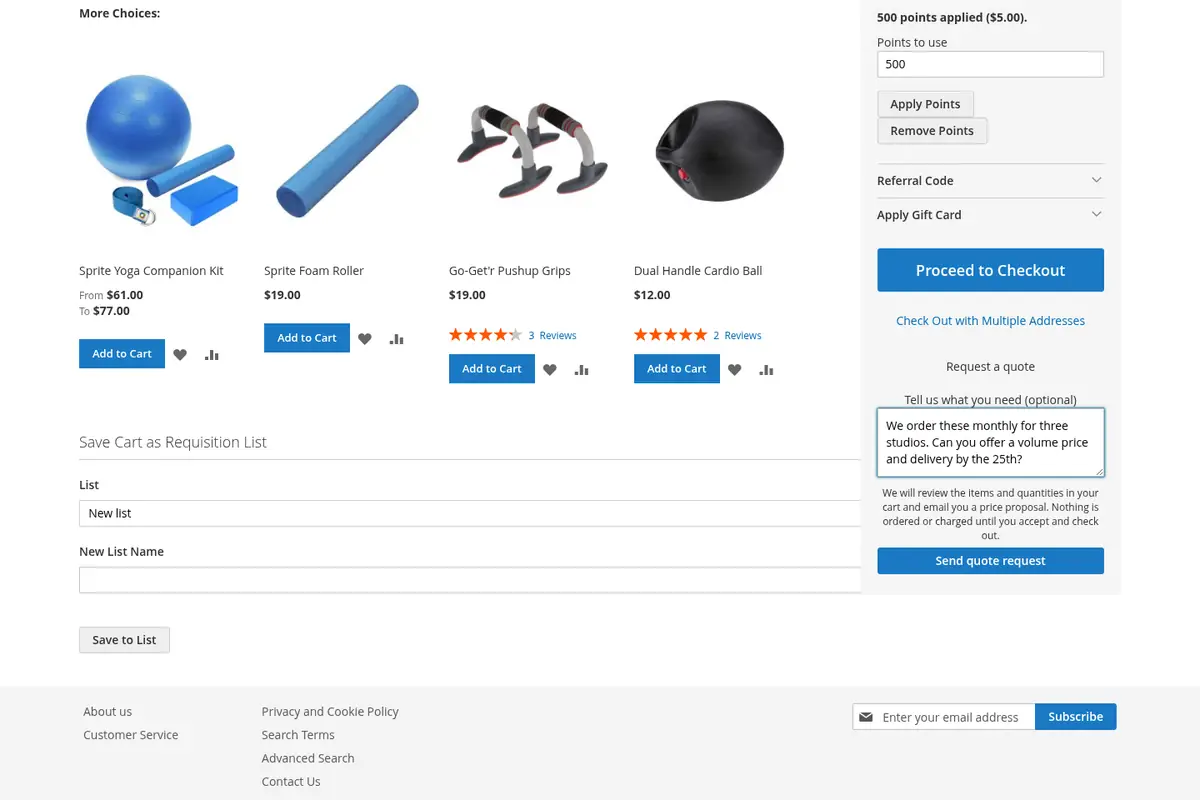 More Choices:
Sprite Yoga Companion Kit
From $61.00
To $77.00
Add to Cart
Sprite Foam Roller
$19.00
Add to Cart
Go-Get'r Pushup Grips
$19.00
3 Reviews
Add to Cart
Dual Handle Cardio Ball
$12.00
2 Reviews
Add to Cart
Save Cart as Requisition List
List
New list
New List Name
Save to List
500 points applied ($5.00).
Points to use
500
Apply Points
Remove Points
Referral Code
Apply Gift Card
Proceed to Checkout
Check Out with Multiple Addresses
Request a quote
Tell us what you need (optional)
We order these monthly for three
studios. Can you offer a volume price
and delivery by the 25th?
We will review the items and quantities in your
cart and email you a price proposal. Nothing is
ordered or charged until you accept and check
out.
Send quote request
About us
Customer Service
Privacy and Cookie Policy
Search Terms
Advanced Search
Contact Us
Enter your email address
Subscribe